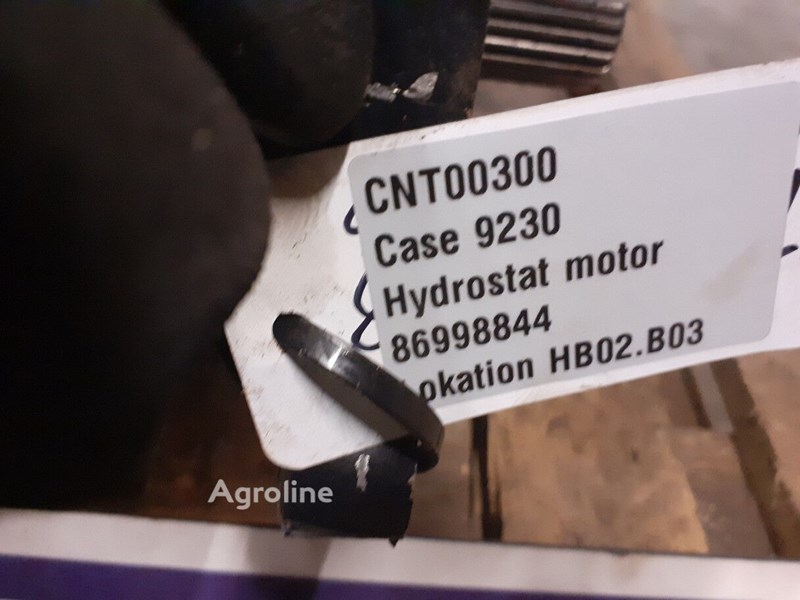 CNT00300
Case 9230
Hydrostat motor
86998844
okation HB02.B03
Agroline